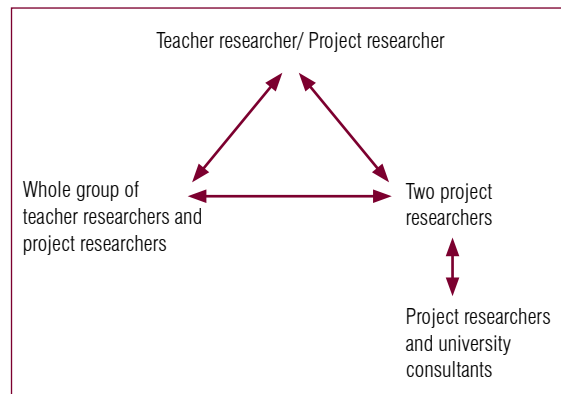 Teacher researcher/ Project researcher
Whole group of
teacher researchers and
project researchers
Two project
researchers
Project researchers
and university
consultants